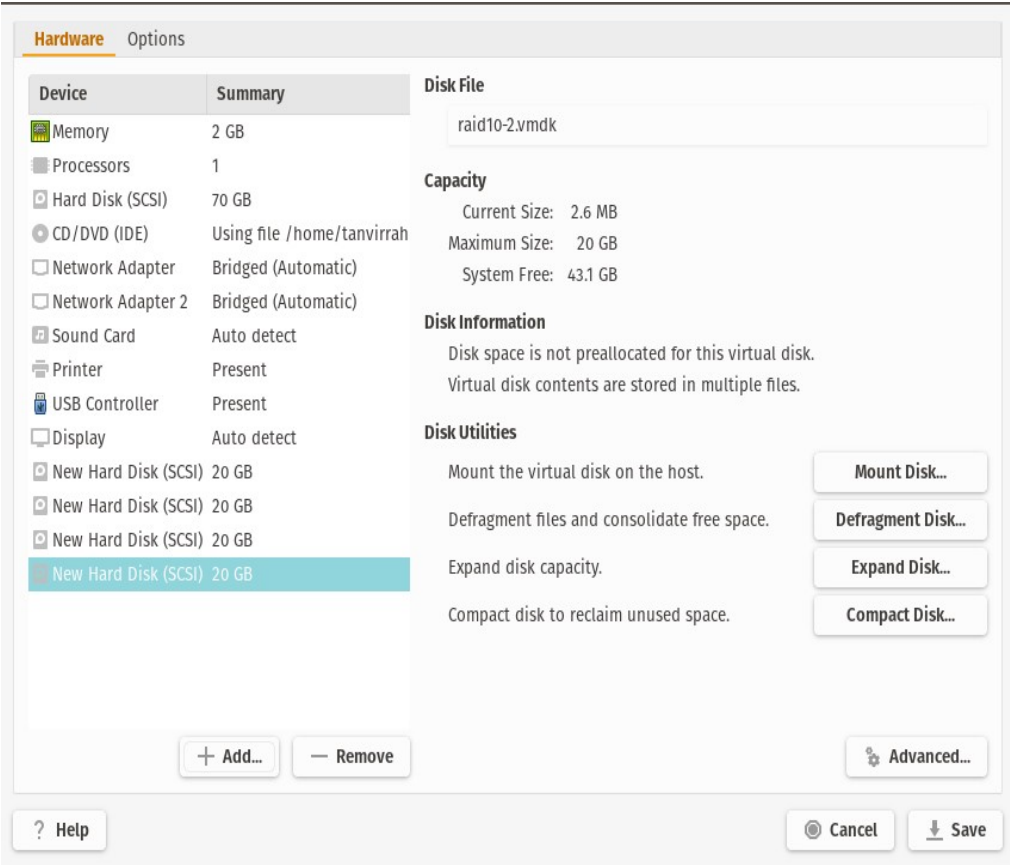 Hardware Options
Device Summary
Memory 2 GB
Processors 1
Hard Disk (SCSI) 70 GB
CD/DVD (IDE) Using file /home/tanvirrah
Network Adapter Bridged (Automatic)
Network Adapter 2 Bridged (Automatic)
Sound Card Auto detect
Printer Present
USB Controller Present
Display Auto detect
New Hard Disk (SCSI) 20 GB
New Hard Disk (SCSI) 20 GB
New Hard Disk (SCSI) 20 GB
New Hard Disk (SCSI) 20 GB
Add... Remove
Disk File
raid10-2.vmdk
Capacity
Current Size: 2.6 MB
Maximum Size: 20 GB
System Free: 43.1 GB
Disk Information
Disk space is not preallocated for this virtual disk.
Virtual disk contents are stored in multiple files.
Disk Utilities
Mount the virtual disk on the host. Mount Disk...
Defragment files and consolidate free space. Defragment Disk...
Expand disk capacity. Expand Disk...
Compact disk to reclaim unused space. Compact Disk...
Advanced...
? Help Cancel Save